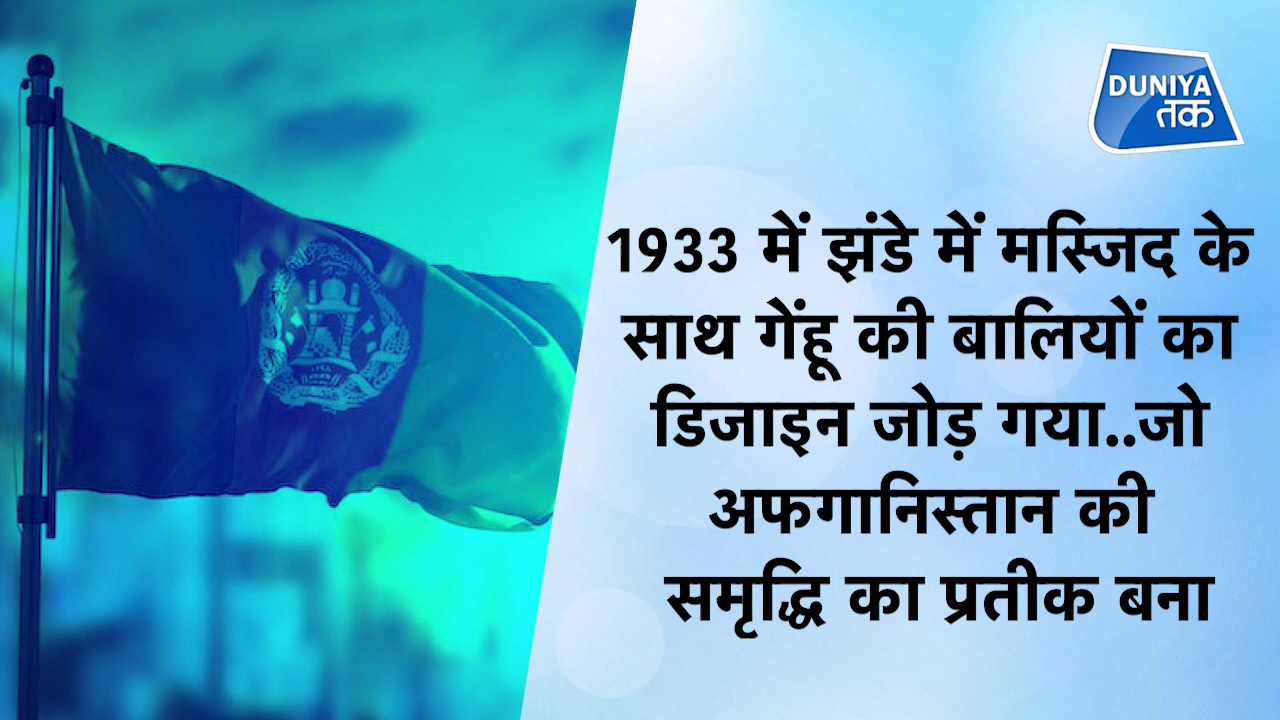 DUNIYA
तक
1933 में झंडे में मस्जिद के
साथ गेंहू की बालियों का
डिजाइन जोड़ गया..जो
अफगानिस्तान की
समृद्धि का प्रतीक बना